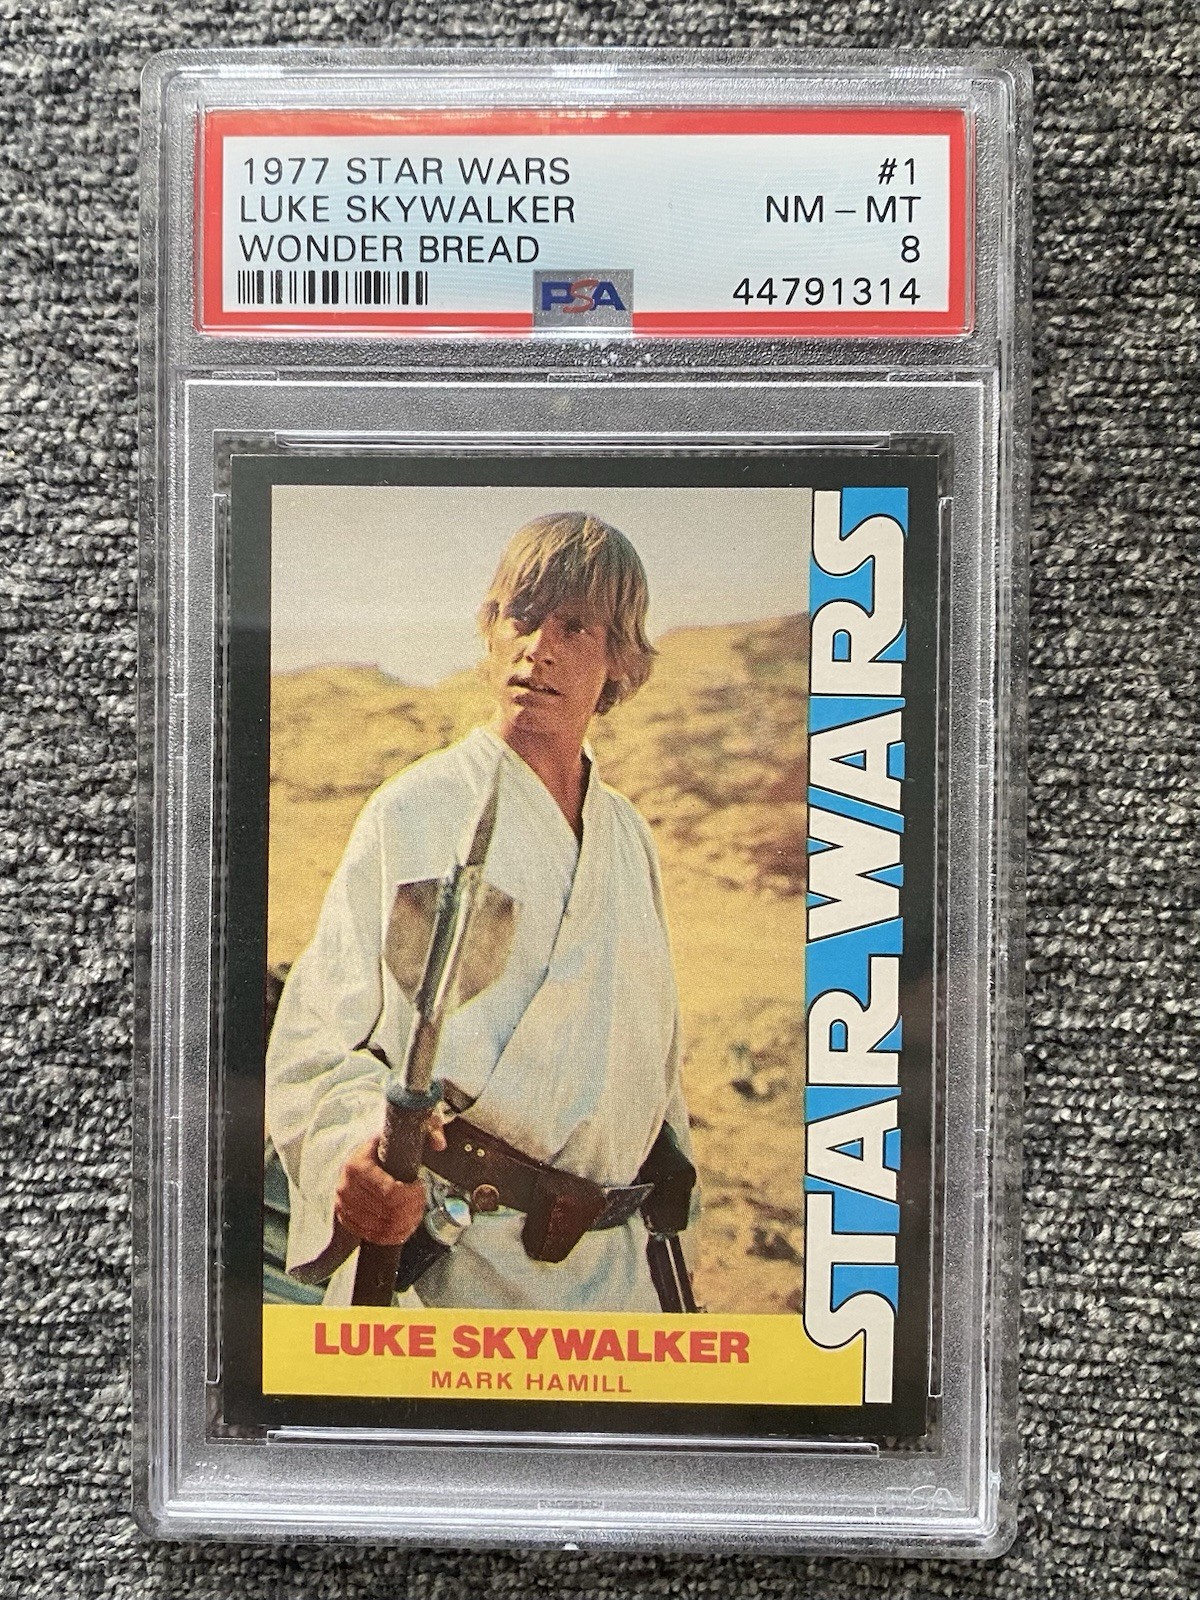 1977 STAR WARS #1
LUKE SKYWALKER NM - MT
WONDER BREAD 8
PSA 44791314
STAR WARS
LUKE SKYWALKER
MARK HAMILL
PSA